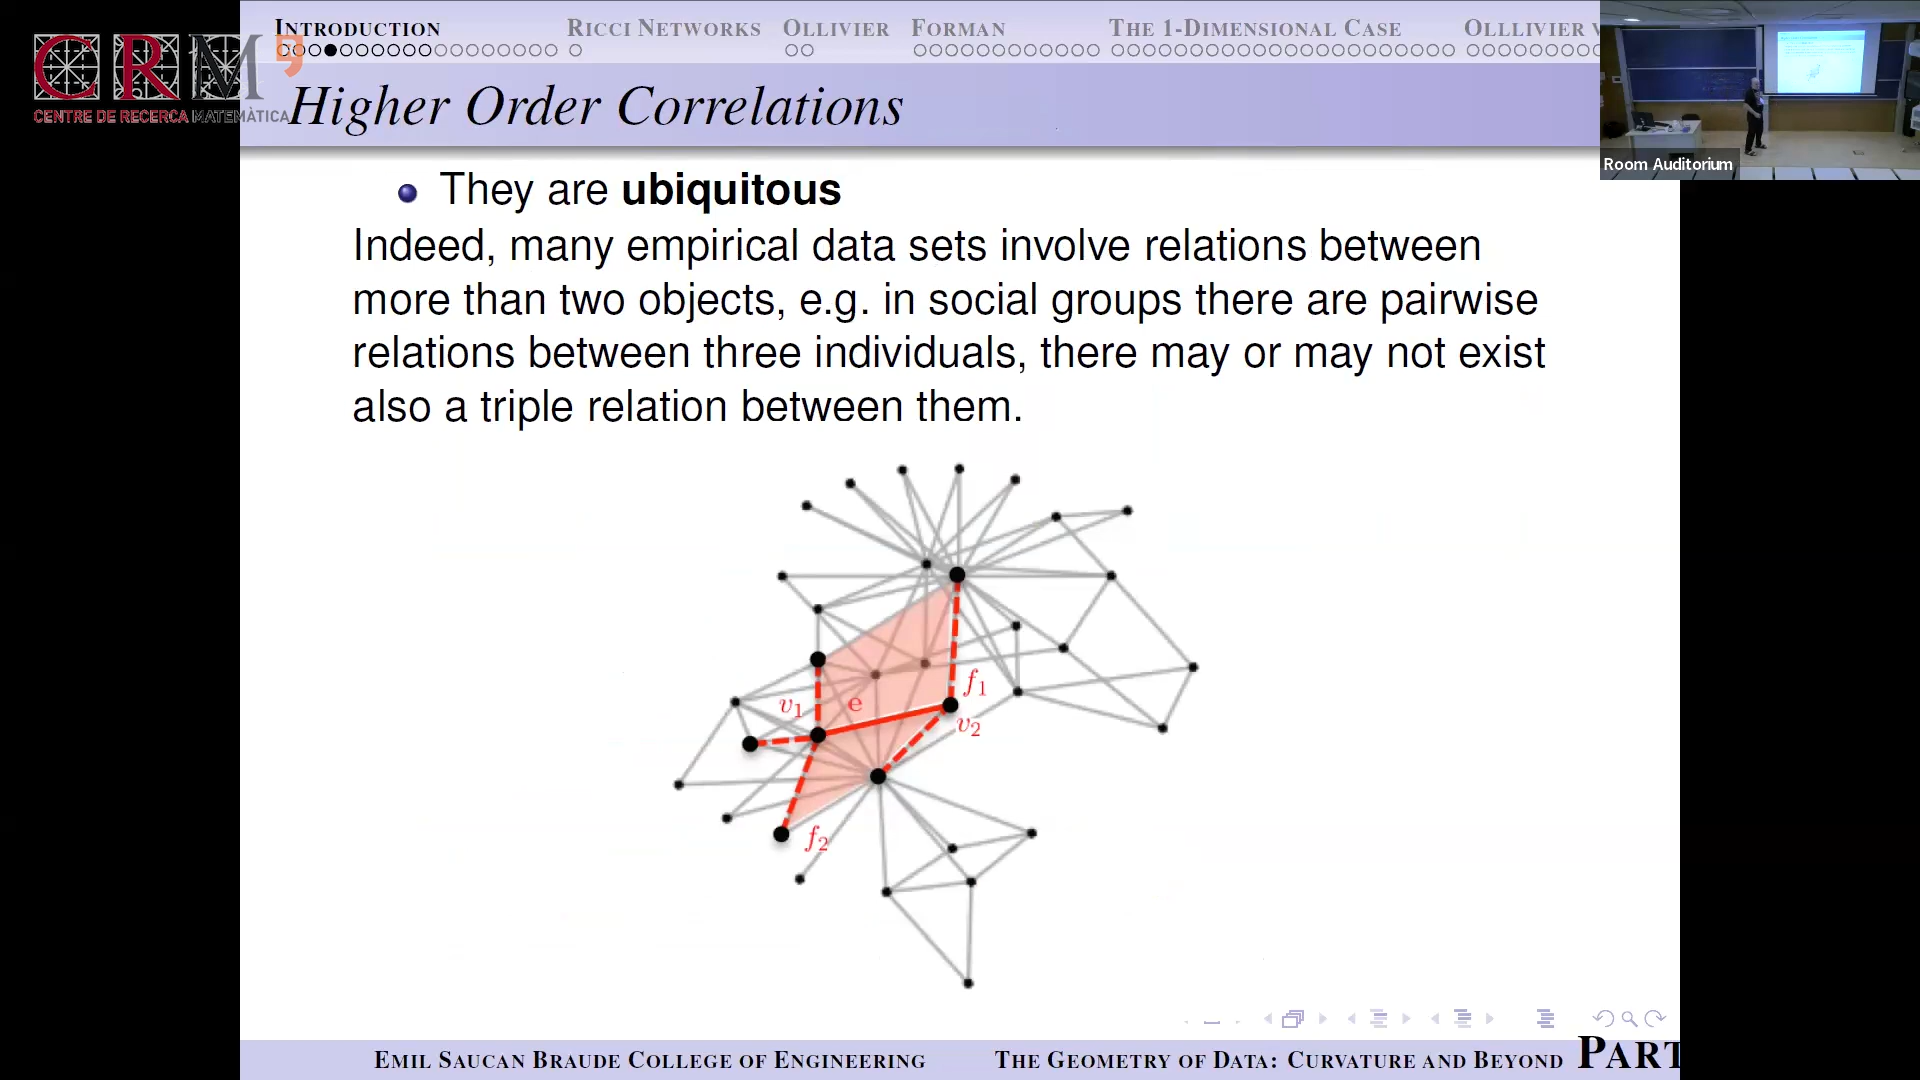 INTRODUCTION RICCI NETWORKS OLLIVIER FORMAN THE 1-DIMENSIONAL CASE OLLLIVIER V
CRM
CENTRE DE RECERCA MATEMÀTICA
Higher Order Correlations
Room Auditorium
They are ubiquitous
Indeed, many empirical data sets involve relations between
more than two objects, e.g. in social groups there are pairwise
relations between three individuals, there may or may not exist
also a triple relation between them.
f1
v1 e
v2
f2
EMIL SAUCAN BRAUDE COLLEGE OF ENGINEERING THE GEOMETRY OF DATA: CURVATURE AND BEYOND PART